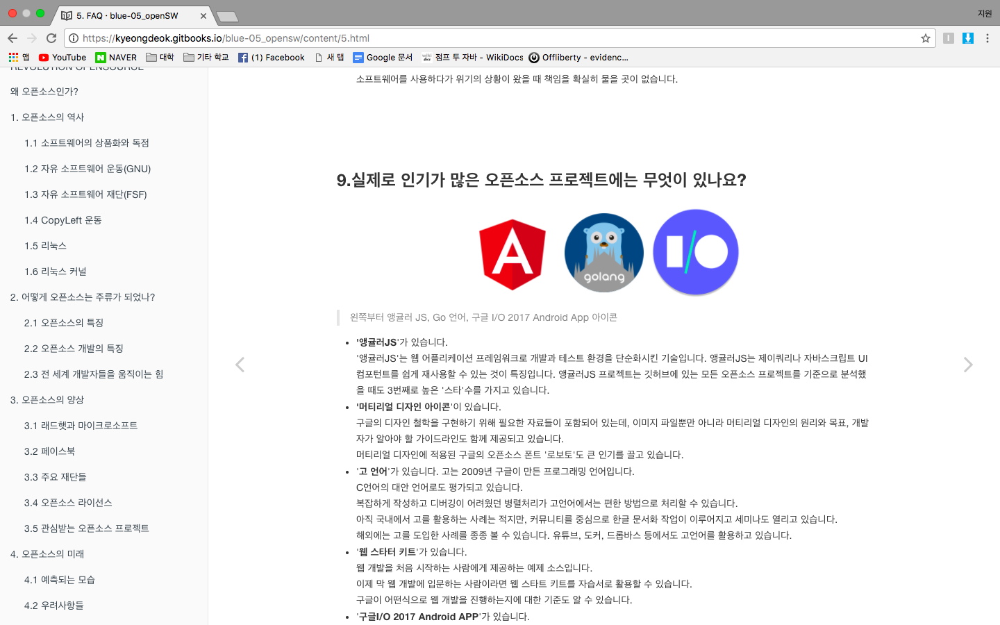 5. FAQ · blue-05_openSW
지원
https://kyeongdeok.gitbooks.io/blue-05_opensw/content/5.html
앱
YouTube
NAVER
대학
기타 학교
(1) Facebook
새 탭
Google 문서
점프 투 자바 - WikiDocs
Offliberty - evidenc...
REVOLUTION OPENSOURCE
왜 오픈소스인가?
1. 오픈소스의 역사
1.1 소프트웨어의 상품화와 독점
1.2 자유 소프트웨어 운동(GNU)
1.3 자유 소프트웨어 재단(FSF)
1.4 CopyLeft 운동
1.5 리눅스
1.6 리눅스 커널
2. 어떻게 오픈소스는 주류가 되었나?
2.1 오픈소스의 특징
2.2 오픈소스 개발의 특징
2.3 전 세계 개발자들을 움직이는 힘
3. 오픈소스의 양상
3.1 래드햇과 마이크로소프트
3.2 페이스북
3.3 주요 재단들
3.4 오픈소스 라이선스
3.5 관심받는 오픈소스 프로젝트
4. 오픈소스의 미래
4.1 예측되는 모습
4.2 우려사항들
소프트웨어를 사용하다가 위기의 상황이 왔을 때 책임을 확실히 물을 곳이 없습니다.
9.실제로 인기가 많은 오픈소스 프로젝트에는 무엇이 있나요?
A
golang
I/O
왼쪽부터 앵귤러 JS, Go 언어, 구글 I/O 2017 Android App 아이콘
• '앵귤러JS'가 있습니다.
'앵귤러JS'는 웹 어플리케이션 프레임워크로 개발과 테스트 환경을 단순화시킨 기술입니다. 앵귤러JS는 제이쿼리나 자바스크립트 UI
컴포턴트를 쉽게 재사용할 수 있는 것이 특징입니다. 앵귤러JS 프로젝트는 깃허브에 있는 모든 오픈소스 프로젝트를 기준으로 분석했
을 때도 3번째로 높은 '스타'수를 가지고 있습니다.
• '머티리얼 디자인 아이콘'이 있습니다.
구글의 디자인 철학을 구현하기 위해 필요한 자료들이 포함되어 있는데, 이미지 파일뿐만 아니라 머티리얼 디자인의 원리와 목표, 개발
자가 알아야 할 가이드라인도 함께 제공되고 있습니다.
머티리얼 디자인에 적용된 구글의 오픈소스 폰트 '로보토'도 큰 인기를 끌고 있습니다.
• '고 언어'가 있습니다. 고는 2009년 구글이 만든 프로그래밍 언어입니다.
C언어의 대안 언어로도 평가되고 있습니다.
복잡하게 작성하고 디버깅이 어려웠던 병렬처리가 고언어에서는 편한 방법으로 처리할 수 있습니다.
아직 국내에서 고를 활용하는 사례는 적지만, 커뮤니티를 중심으로 한글 문서화 작업이 이루어지고 세미나도 열리고 있습니다.
해외에는 고를 도입한 사례를 종종 볼 수 있습니다. 유튜브, 도커, 드롭바스 등에서도 고언어를 활용하고 있습니다.
• '웹 스타터 키트'가 있습니다.
웹 개발을 처음 시작하는 사람에게 제공하는 예제 소스입니다.
이제 막 웹 개발에 입문하는 사람이라면 웹 스타트 키트를 자습서로 활용할 수 있습니다.
구글이 어떤식으로 웹 개발을 진행하는지에 대한 기준도 알 수 있습니다.
• '구글I/O 2017 Android APP'가 있습니다.